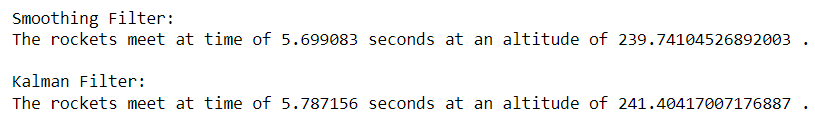 Smoothing Filter:
The rockets meet at time of 5.699083 seconds at an altitude of 239.74104526892003 .
Kalman Filter:
The rockets meet at time of 5.787156 seconds at an altitude of 241.40417007176887 .